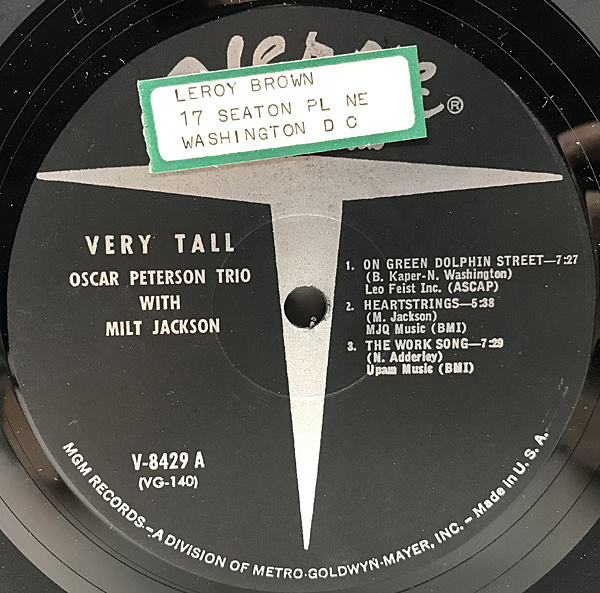 LEROY BROWN
17 SEATON PL NE
WASHINGTON D C
®
VERY TALL
OSCAR PETERSON TRIO
WITH
MILT JACKSON
1. ON GREEN DOLPHIN STREET—7:27
(B. Kaper-N. Washington)
Leo Feist Inc. (ASCAP)
2. HEARTSTRINGS—5:38
(M. Jackson)
MJQ Music (BMI)
3. THE WORK SONG—7:29
(N. Adderley)
Upam Music (BMI)
V-8429 A
(VG-140)
MGM RECORDS—A DIVISION OF METRO-GOLDWYN-MAYER, INC. – Made in U. S. A.